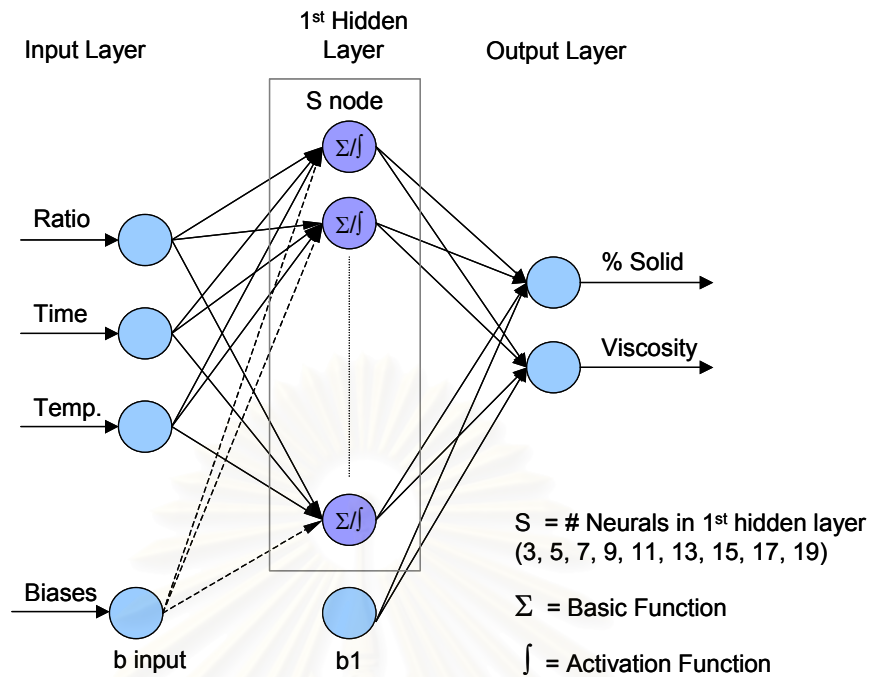 Input Layer
1st Hidden
Layer
Output Layer
S node
Σ/∫
Σ/∫
Ratio
Time
Temp.
% Solid
Viscosity
Σ/∫
Biases
b input
b1
S = # Neurals in 1st hidden layer
(3, 5, 7, 9, 11, 13, 15, 17, 19)
Σ = Basic Function
∫ = Activation Function